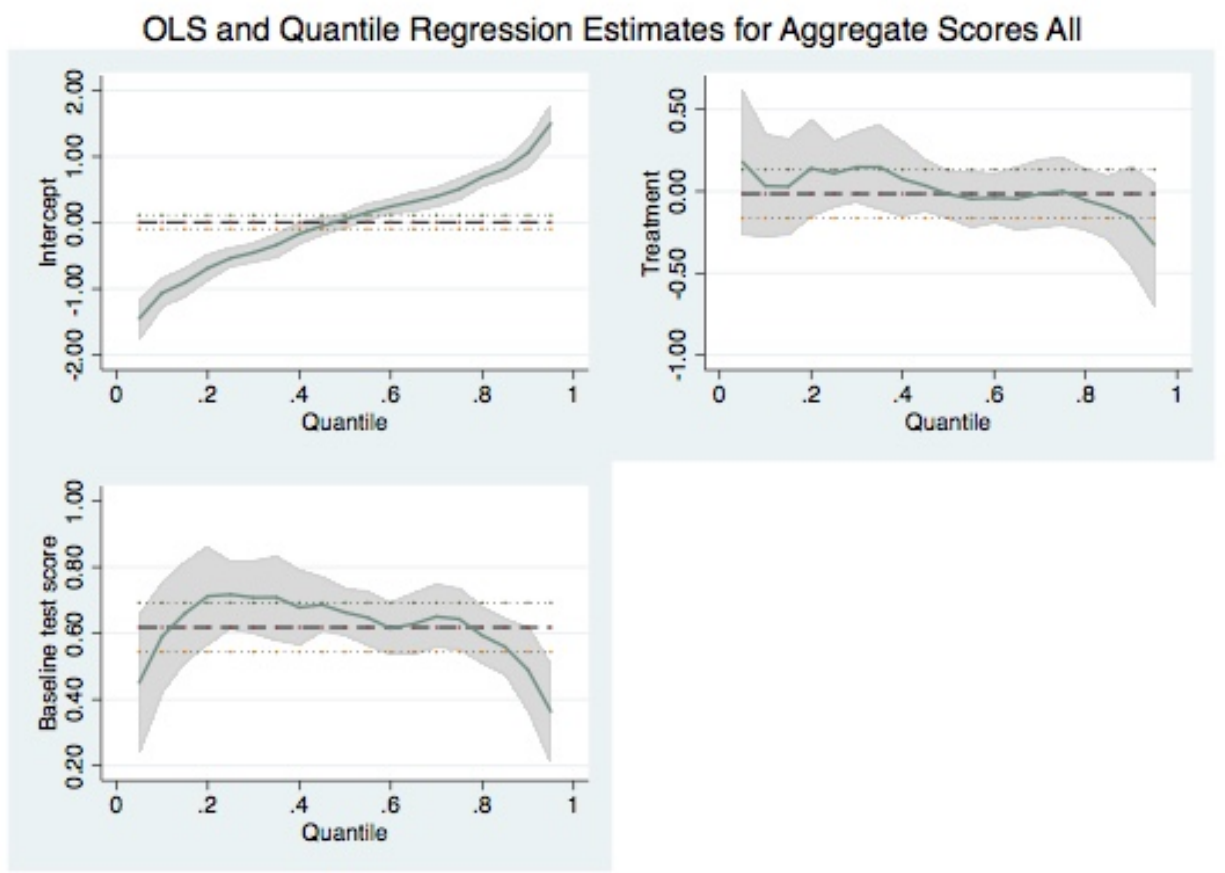 OLS and Quantile Regression Estimates for Aggregate Scores All
Intercept
2.00
1.00
0.00
-1.00
-2.00
0 .2 .4 .6 .8 1
Quantile
Treatment
0.50
0.00
-0.50
-1.00
0 .2 .4 .6 .8 1
Quantile
Baseline test score
1.00
0.80
0.60
0.40
0.20
0 .2 .4 .6 .8 1
Quantile